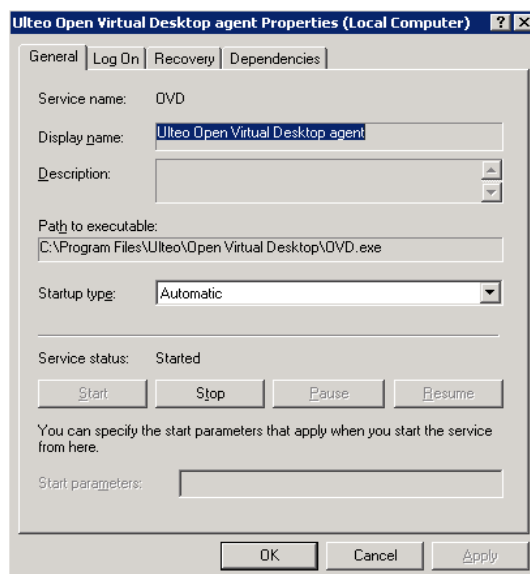 Ulteo Open Virtual Desktop agent Properties (Local Computer)
General Log On Recovery Dependencies
Service name: OVD
Display name: Ulteo Open Virtual Desktop agent
Description:
Path to executable:
C:\Program Files\Ulteo\Open Virtual Desktop\OVD.exe
Startup type: Automatic
Service status: Started
Start Stop Pause Resume
You can specify the start parameters that apply when you start the service
from here.
Start parameters:
OK Cancel Apply